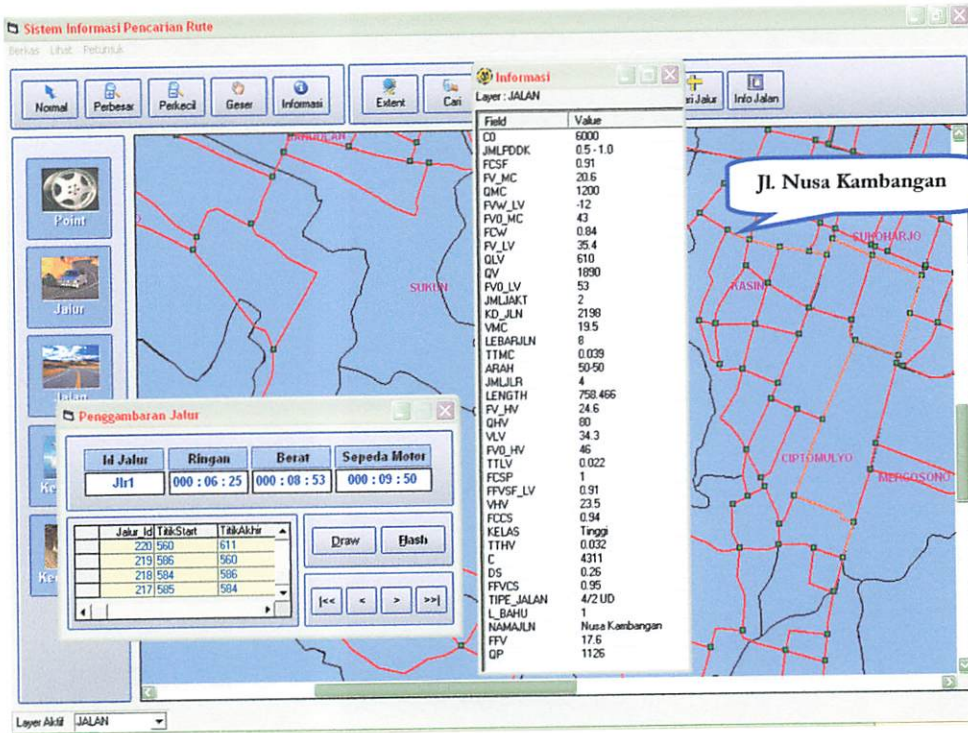 Sistem Informasi Pencarian Rute
Berkas Lihat Petunjuk
Normal Perbesar Perkecil Geser Informasi Extent Cari ri Jalur Info Jalan
Point
Jalur
Jalan
Ke
Ke
SUKUN
KASIN
SUKOHARJO
CIPTOMULYO
MERGOSONO
Jl. Nusa Kambangan
Informasi
Layer : JALAN
Field Value
C0 6000
JMLPDDK 0.5 - 1.0
FCSF 0.91
FV_MC 20.6
QMC 1200
FVW_LV -12
FV0_MC 43
FCW 0.84
FV_LV 35.4
QLV 610
QV 1890
FV0_LV 53
JMLJAKT 2
KD_JLN 2198
VMC 19.5
LEBARJLN 8
TTMC 0.039
ARAH 50-50
JMLJLR 4
LENGTH 758.466
FV_HV 24.6
QHV 80
VLV 34.3
FV0_HV 46
TTLV 0.022
FCSP 1
FFVSF_LV 0.91
VHV 23.5
FCCS 0.94
KELAS Tinggi
TTHV 0.032
C 4311
DS 0.26
FFVCS 0.95
TIPE_JALAN 4/2 UD
L_BAHU 1
NAMAJLN Nusa Kambangan
FFV 17.6
QP 1126
Penggambaran Jalur
Id Jalur Ringan Berat Sepeda Motor
Jlr1 000 : 06 : 25 000 : 08 : 53 000 : 09 : 50
Jalur_Id TitikStart TitikAkhir
220 560 611
219 586 560
218 584 586
217 585 584
Draw Flash
|<< < > >>|
Layer Aktif JALAN